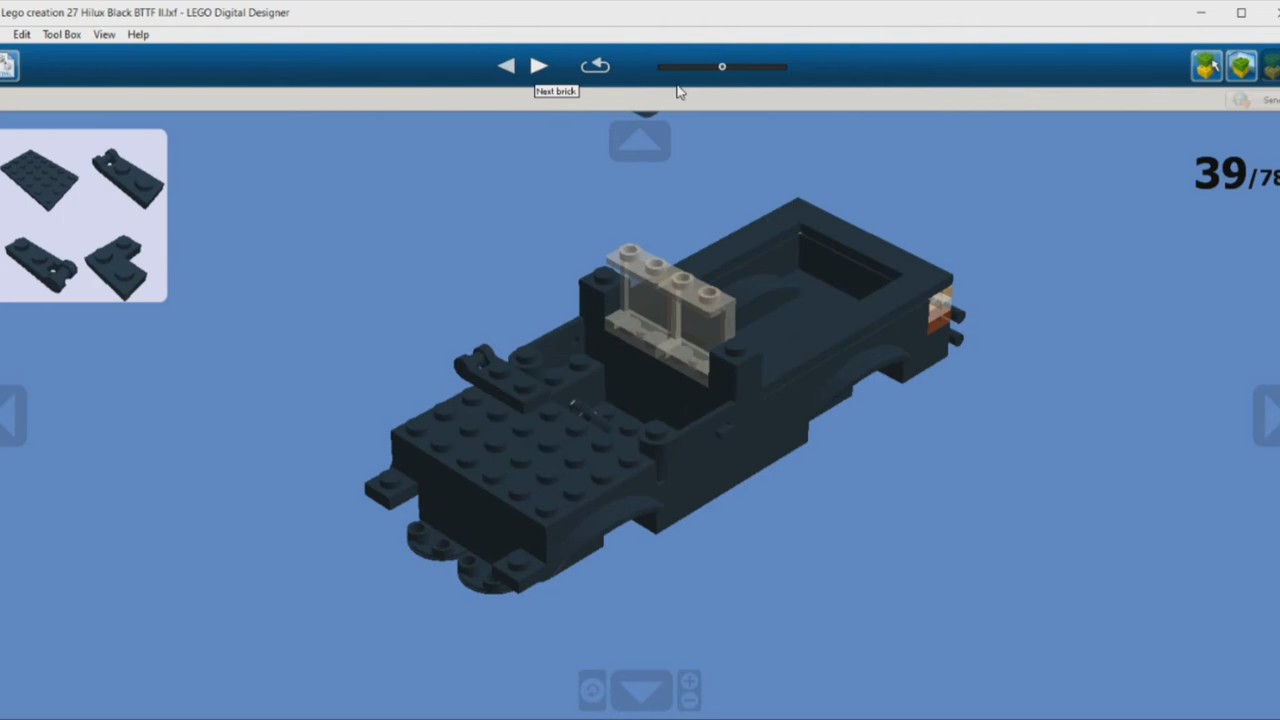 Lego creation 27 Hilux Black BTTF II.lxf - LEGO Digital Designer
Edit Tool Box View Help
Next brick
Sen
39/78